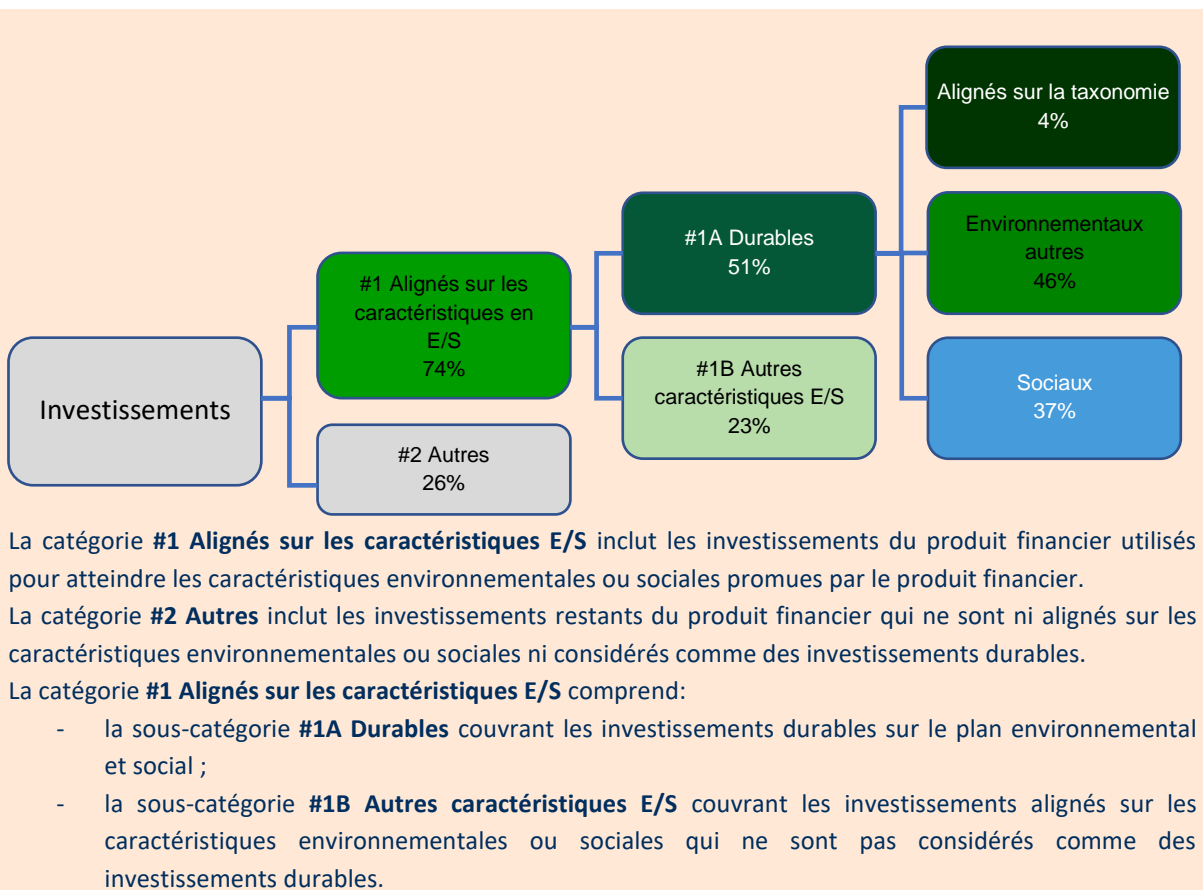 Alignés sur la taxonomie
4%
#1A Durables
51%
Environnementaux
autres
46%
#1 Alignés sur les
caractéristiques en
E/S
74%
#1B Autres
caractéristiques E/S
23%
Sociaux
37%
Investissements
#2 Autres
26%
La catégorie #1 Alignés sur les caractéristiques E/S inclut les investissements du produit financier utilisés
pour atteindre les caractéristiques environnementales ou sociales promues par le produit financier.
La catégorie #2 Autres inclut les investissements restants du produit financier qui ne sont ni alignés sur les
caractéristiques environnementales ou sociales ni considérés comme des investissements durables.
La catégorie #1 Alignés sur les caractéristiques E/S comprend:
- la sous-catégorie #1A Durables couvrant les investissements durables sur le plan environnemental
et social ;
- la sous-catégorie #1B Autres caractéristiques E/S couvrant les investissements alignés sur les
caractéristiques environnementales ou sociales qui ne sont pas considérés comme des
investissements durables.